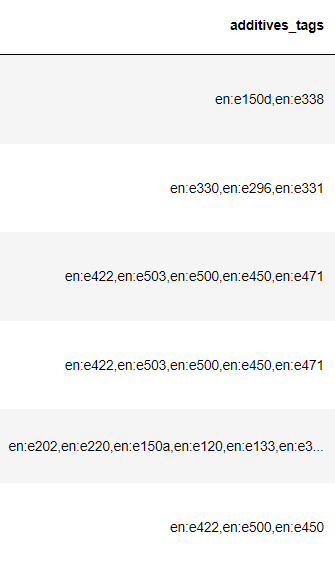 additives_tags
en:e150d,en:e338
en:e330,en:e296,en:e331
en:e422,en:e503,en:e500,en:e450,en:e471
en:e422,en:e503,en:e500,en:e450,en:e471
en:e202,en:e220,en:e150a,en:e120,en:e133,en:e3...
en:e422,en:e500,en:e450